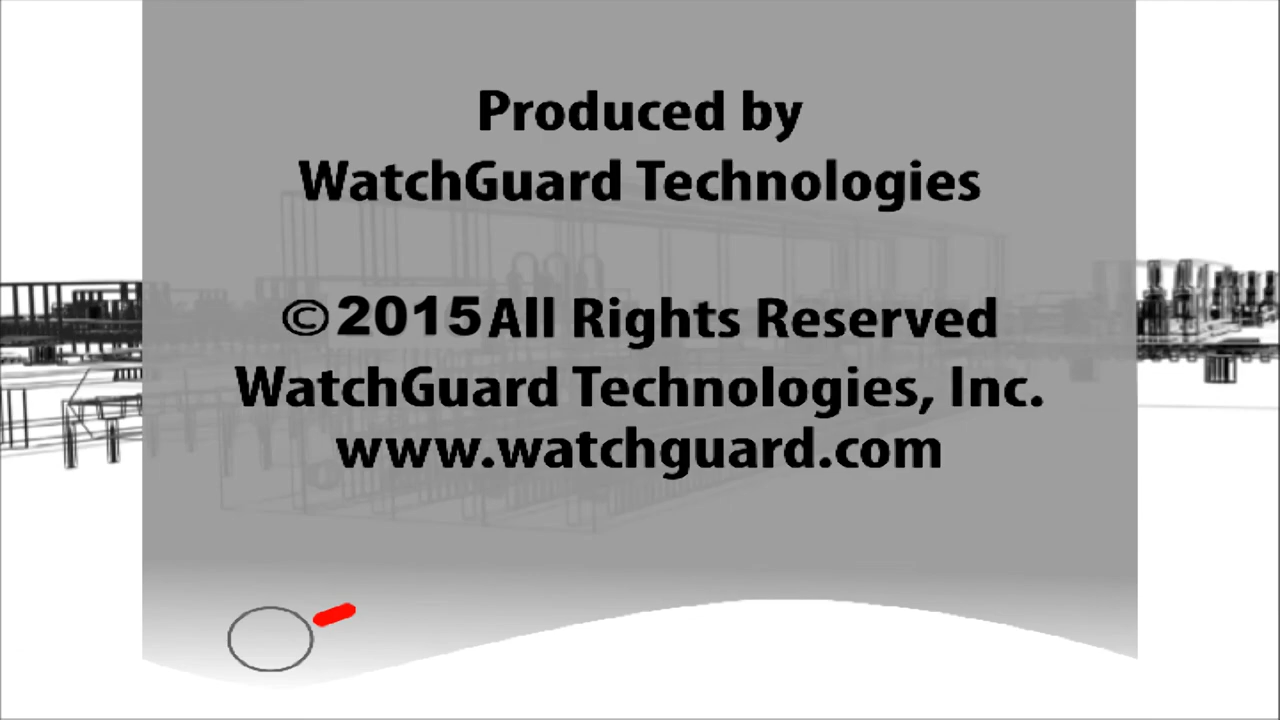 Produced by
WatchGuard Technologies
© 2015 All Rights Reserved
WatchGuard Technologies, Inc.
www.watchguard.com